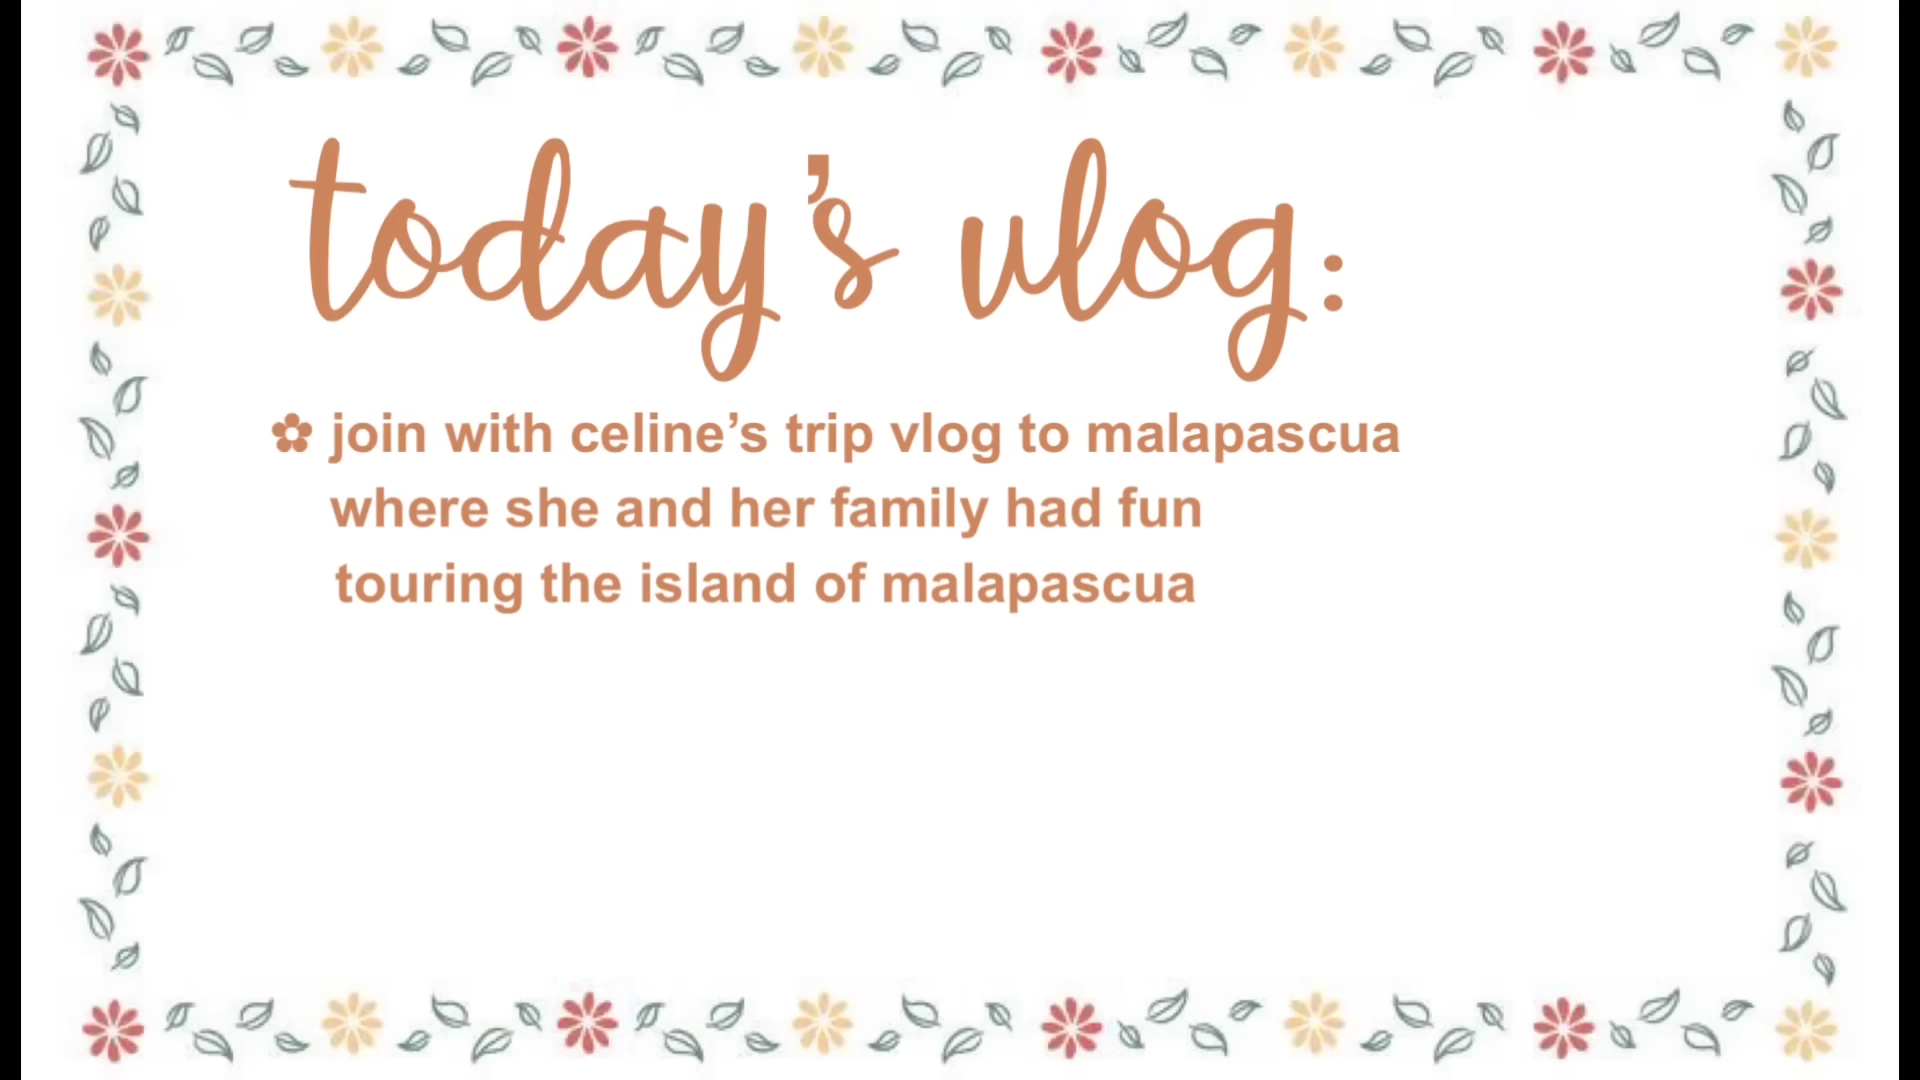 today's vlog:
✿ join with celine’s trip vlog to malapascua
where she and her family had fun
touring the island of malapascua